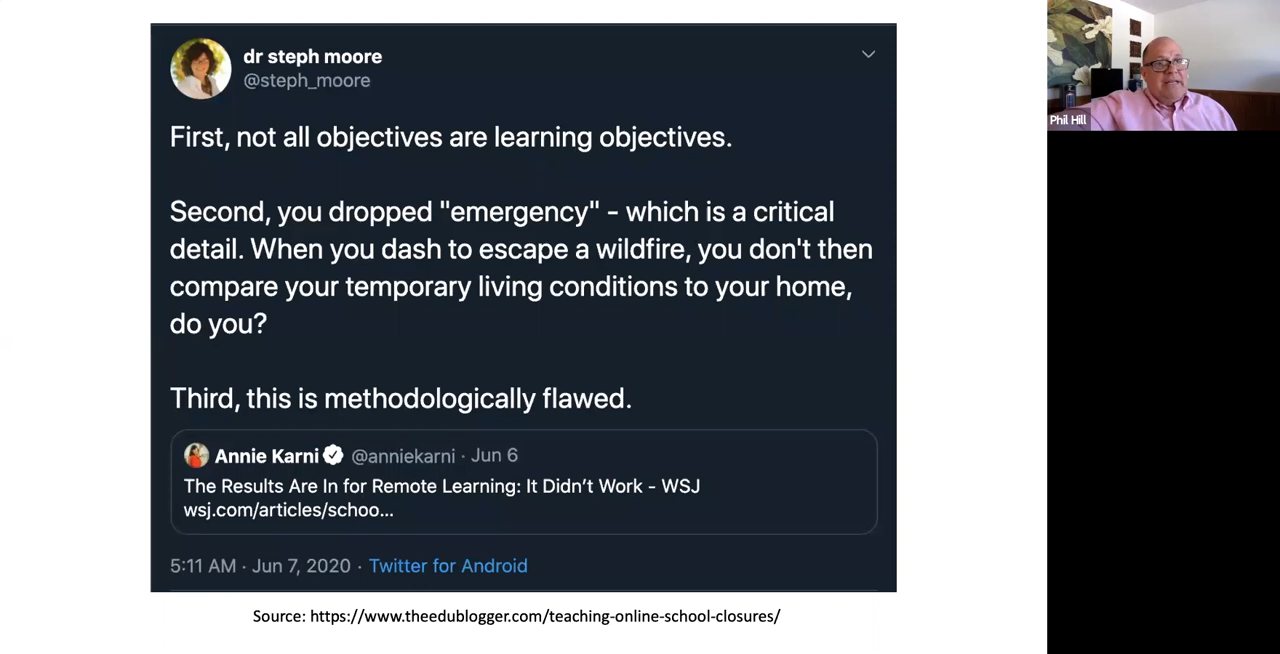 dr steph moore
@steph_moore
First, not all objectives are learning objectives.
Second, you dropped "emergency" - which is a critical
detail. When you dash to escape a wildfire, you don't then
compare your temporary living conditions to your home,
do you?
Third, this is methodologically flawed.
Annie Karni @anniekarni · Jun 6
The Results Are In for Remote Learning: It Didn’t Work - WSJ
wsj.com/articles/schoo...
5:11 AM · Jun 7, 2020 · Twitter for Android
Source: https://www.theedublogger.com/teaching-online-school-closures/
Phil Hill